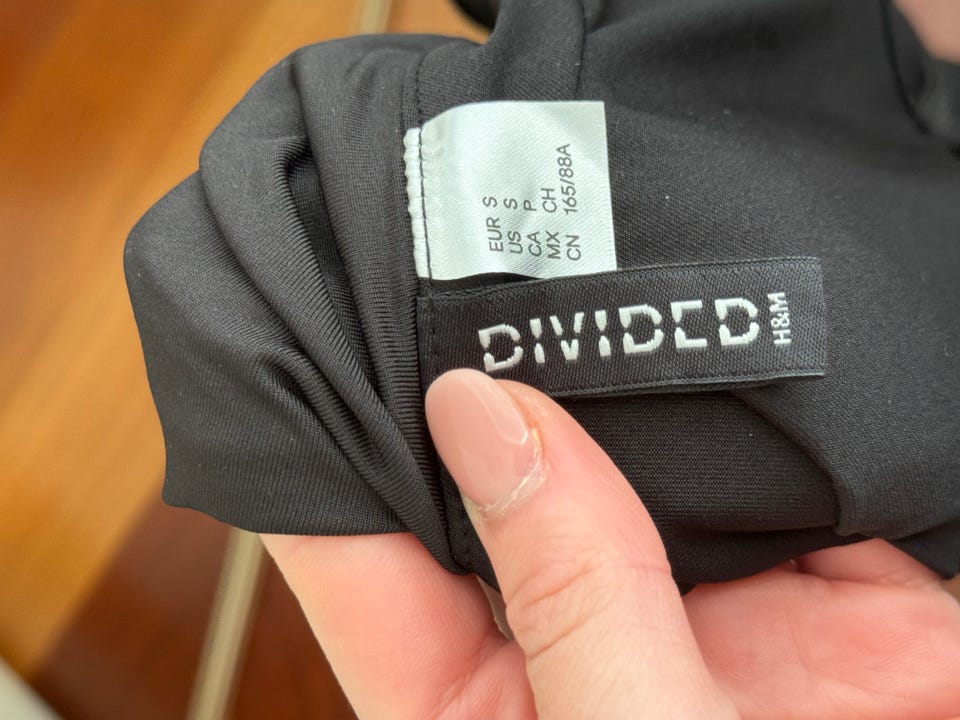 EUR S
US S
CA P
MX CH
CN 165/88A
DIVIDED
H&M